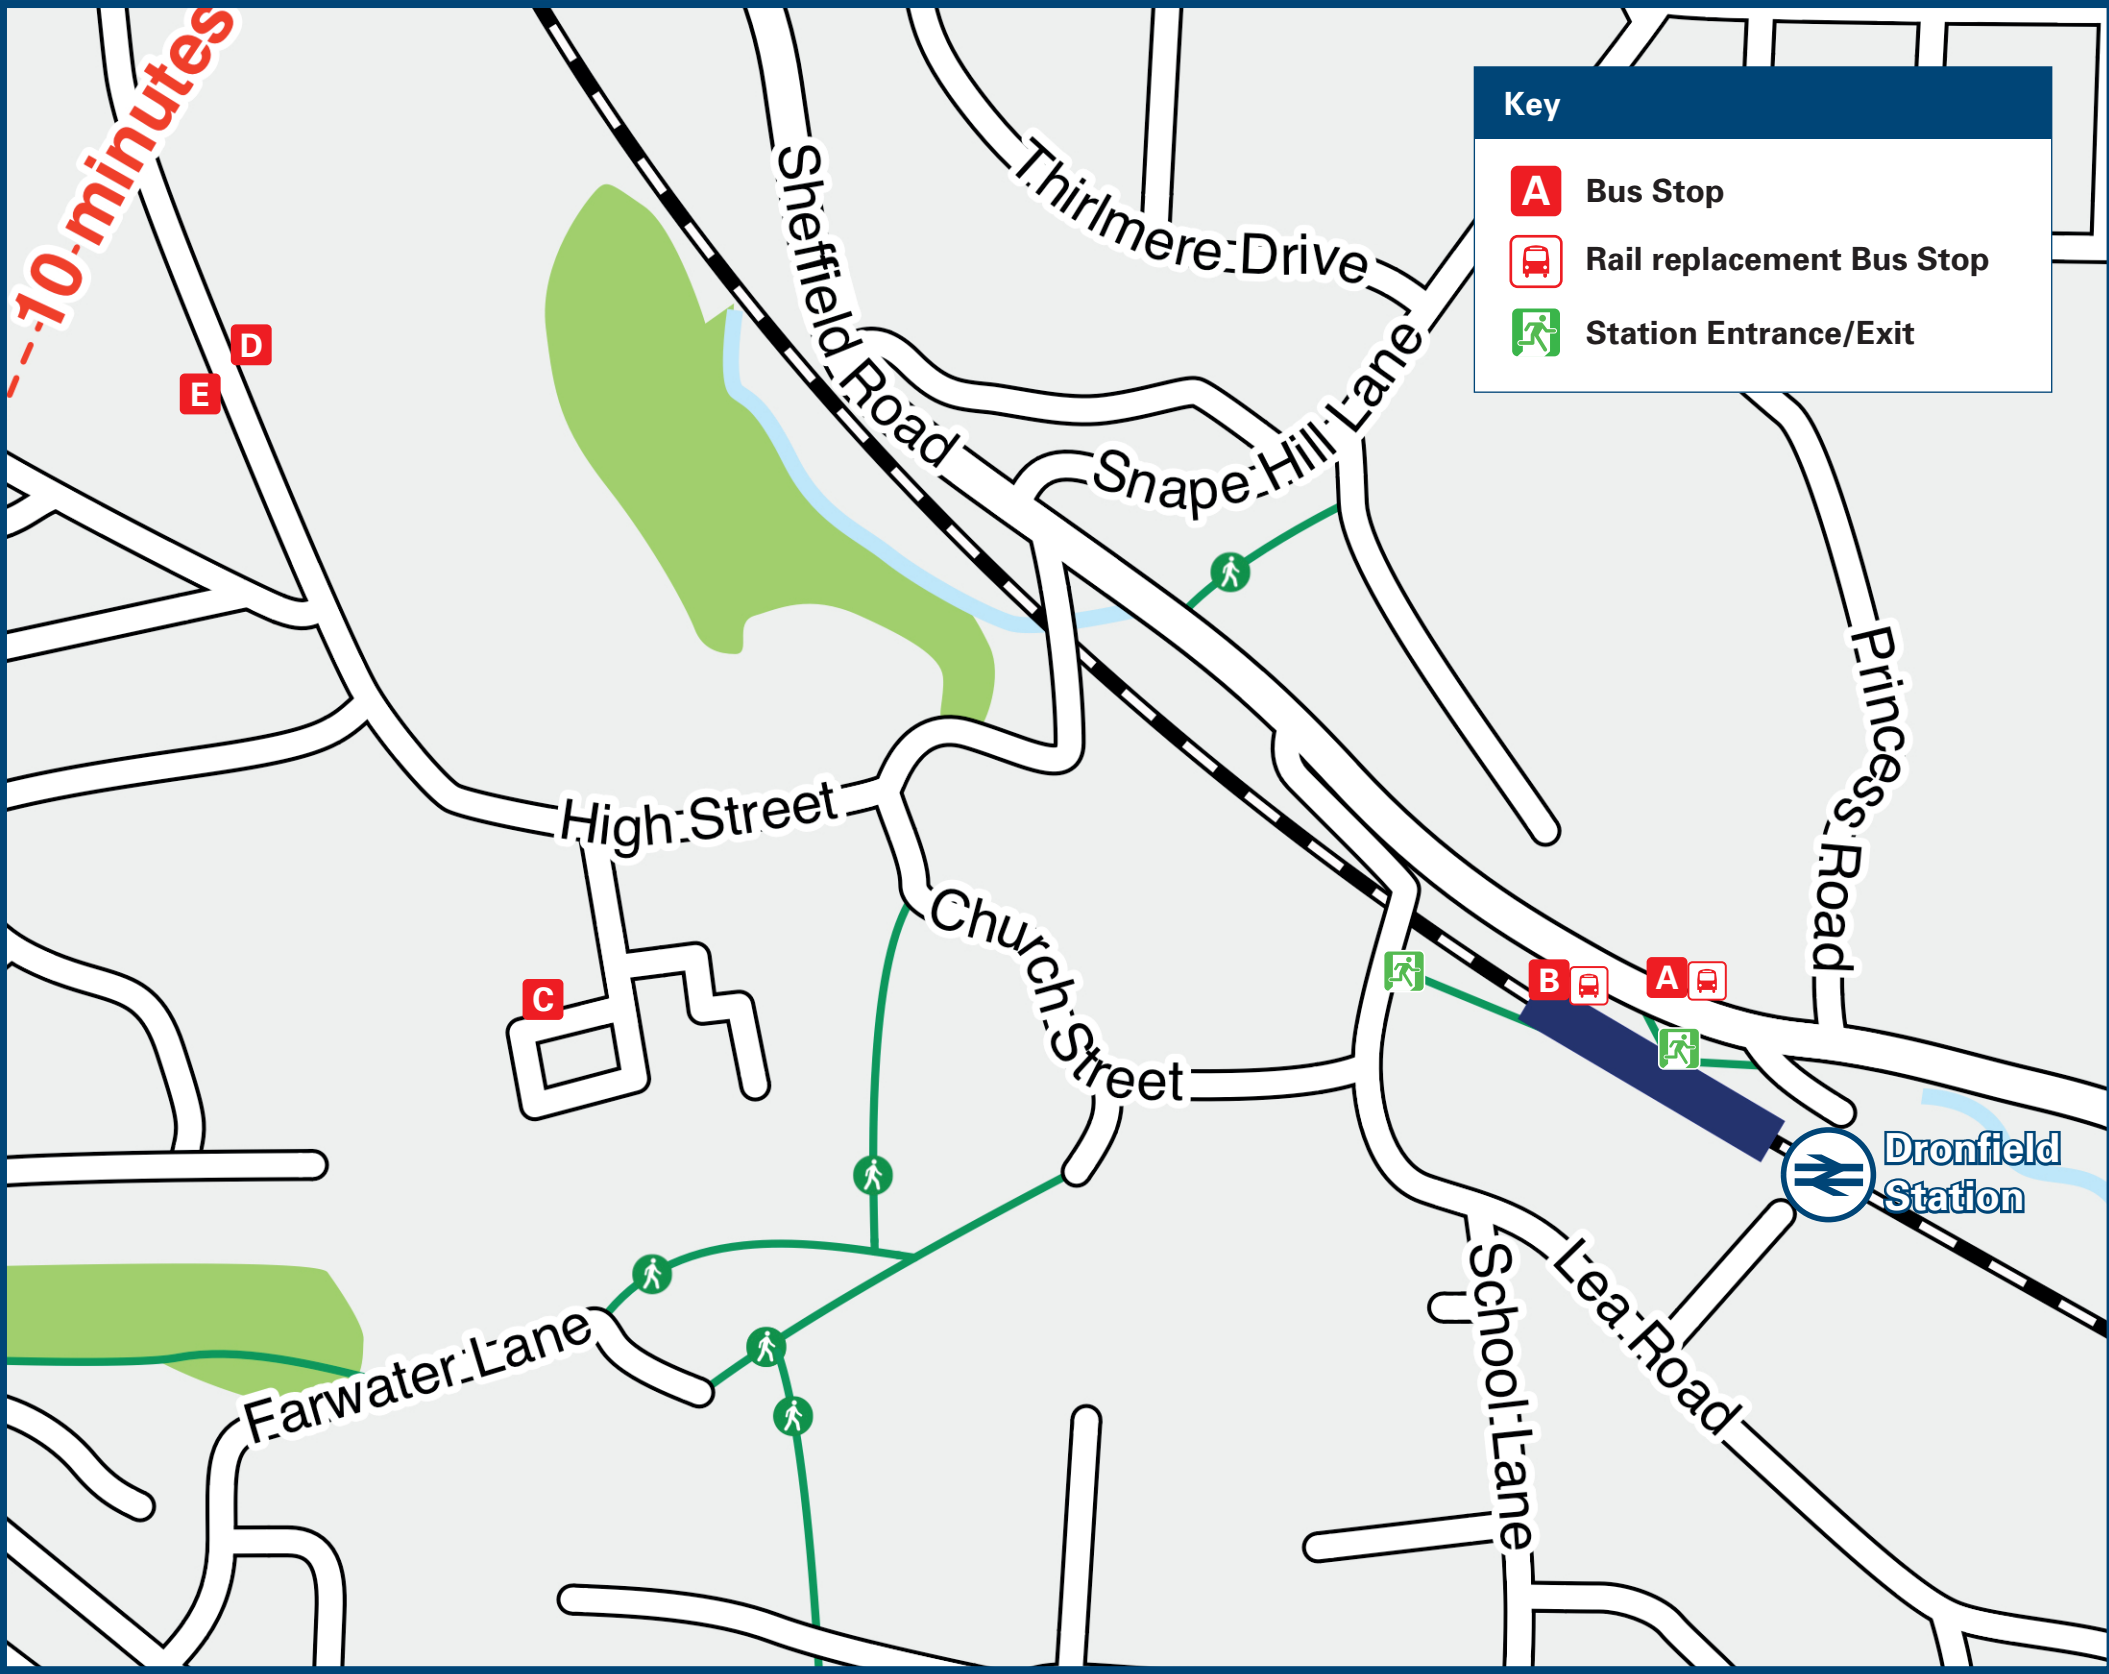 10 minutes
Sheffield Road
Thirlmere Drive
Key
A Bus Stop
Rail replacement Bus Stop
Station Entrance/Exit
D
E
Snape Hill Lane
Princess Road
High Street
Church Street
C
B
A
Dronfield
Station
Farwater Lane
School Lane
Lea Road